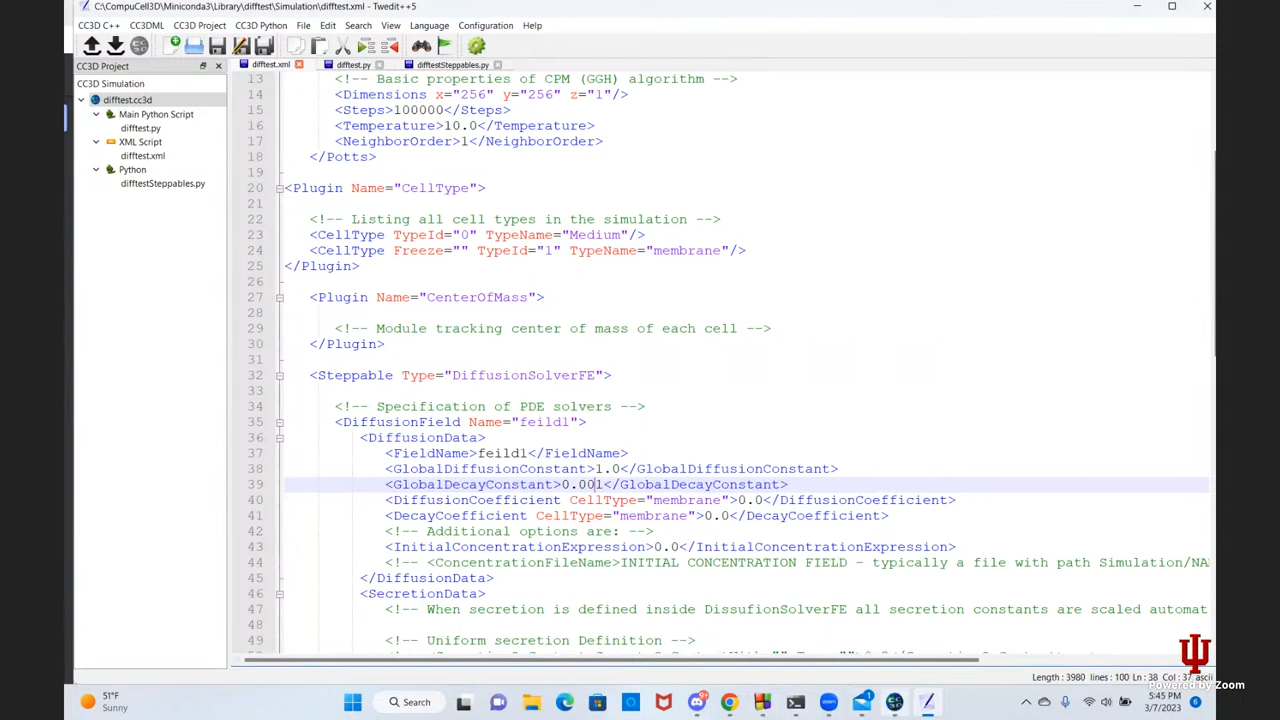 C:\CompuCell3D\Miniconda3\Library\difftest\Simulation\difftest.xml - Twedit++5
CC3D C++ CC3DML CC3D Project CC3D Python File Edit Search View Language Configuration Help
CC3D Project
difftest.xml difftest.py difftestSteppables.py
CC3D Simulation
difftest.cc3d
Main Python Script
difftest.py
XML Script
difftest.xml
Python
difftestSteppables.py
13 <!-- Basic properties of CPM (GGH) algorithm -->
14 <Dimensions x="256" y="256" z="1"/>
15 <Steps>100000</Steps>
16 <Temperature>10.0</Temperature>
17 <NeighborOrder>1</NeighborOrder>
18 </Potts>
19
20 <Plugin Name="CellType">
21
22 <!-- Listing all cell types in the simulation -->
23 <CellType TypeId="0" TypeName="Medium"/>
24 <CellType Freeze="" TypeId="1" TypeName="membrane"/>
25 </Plugin>
26
27 <Plugin Name="CenterOfMass">
28
29 <!-- Module tracking center of mass of each cell -->
30 </Plugin>
31
32 <Steppable Type="DiffusionSolverFE">
33
34 <!-- Specification of PDE solvers -->
35 <DiffusionField Name="feild1">
36 <DiffusionData>
37 <FieldName>feild1</FieldName>
38 <GlobalDiffusionConstant>1.0</GlobalDiffusionConstant>
39 <GlobalDecayConstant>0.001</GlobalDecayConstant>
40 <DiffusionCoefficient CellType="membrane">0.0</DiffusionCoefficient>
41 <DecayCoefficient CellType="membrane">0.0</DecayCoefficient>
42 <!-- Additional options are: -->
43 <InitialConcentrationExpression>0.0</InitialConcentrationExpression>
44 <!-- <ConcentrationFileName>INITIAL CONCENTRATION FIELD - typically a file with path Simulation/NA
45 </DiffusionData>
46 <SecretionData>
47 <!-- When secretion is defined inside DissufionSolverFE all secretion constants are scaled automat
48
49 <!-- Uniform secretion Definition -->
Length : 3980 lines : 100 Ln : 38 Col : 37
Powered by Zoom
51°F
Sunny
Search
5:45 PM
3/7/2023